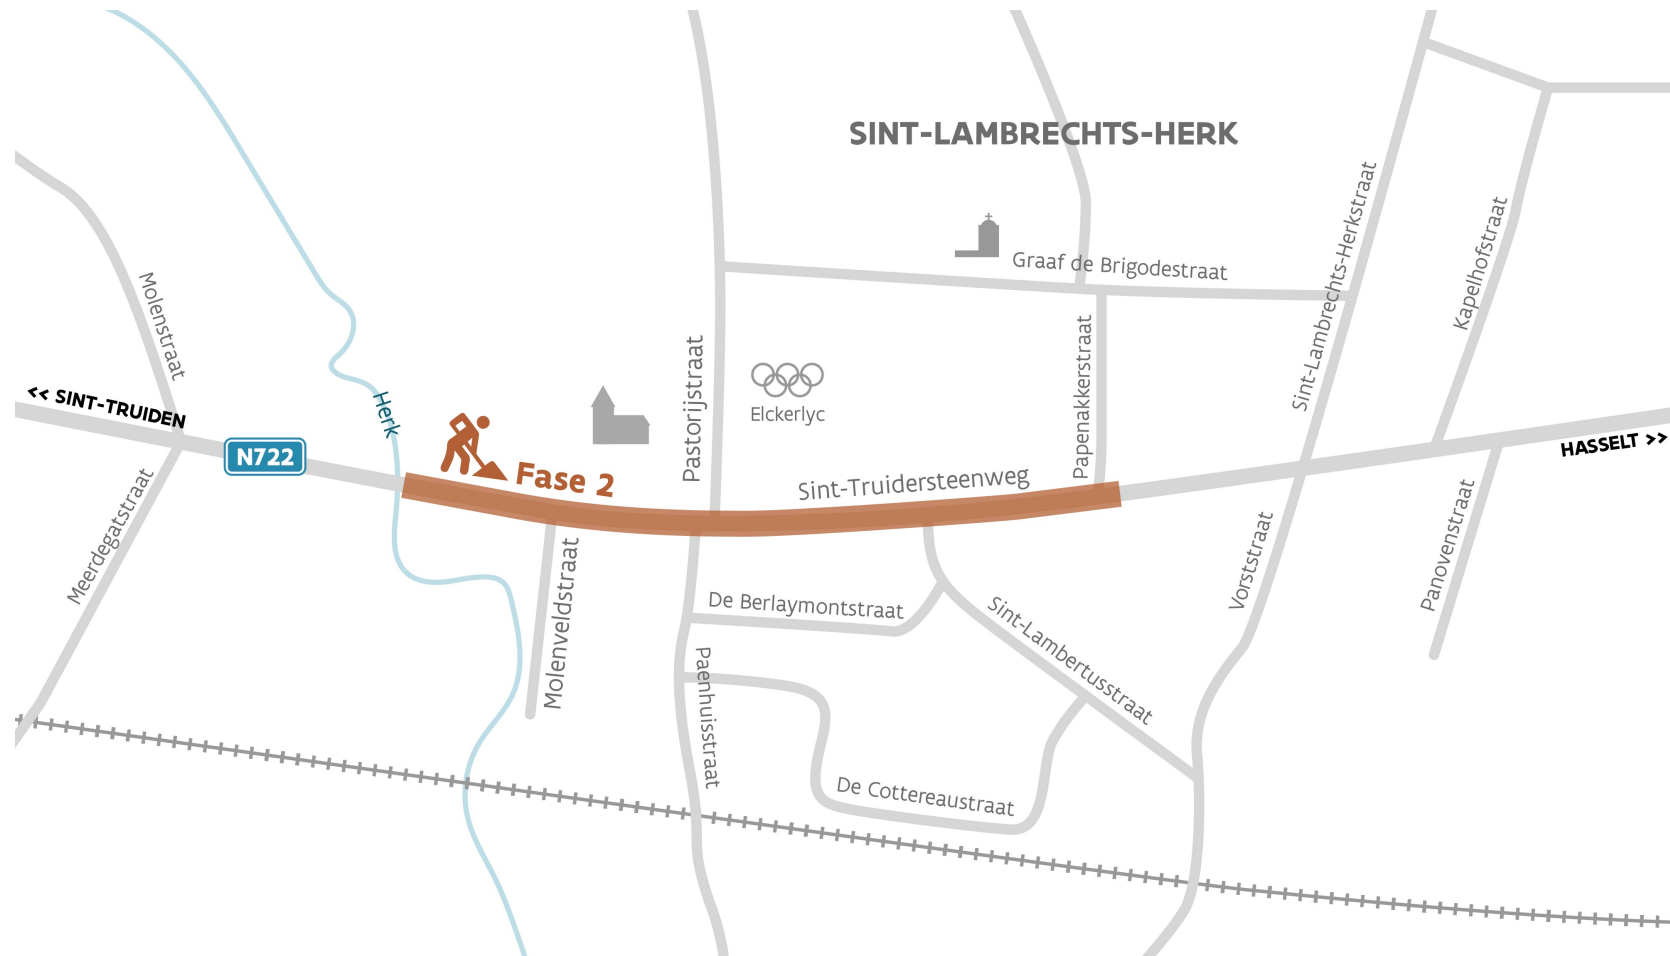 SINT-LAMBRECHTS-HERK
Graaf de Brigodestraat
Sint-Lambrechts-Herkstraat
Kapelhofstraat
Molenstraat
<< SINT-TRUIDEN
Herk
N722
Fase 2
Pastorijstraat
Elckerlyc
Papenakkerstraat
Sint-Truidersteenweg
HASSELT >>
Meerdegatstraat
Molenveldstraat
De Berlaymontstraat
Sint-Lambertusstraat
Vorststraat
Panovenstraat
Paenhuisstraat
De Cottereaustraat